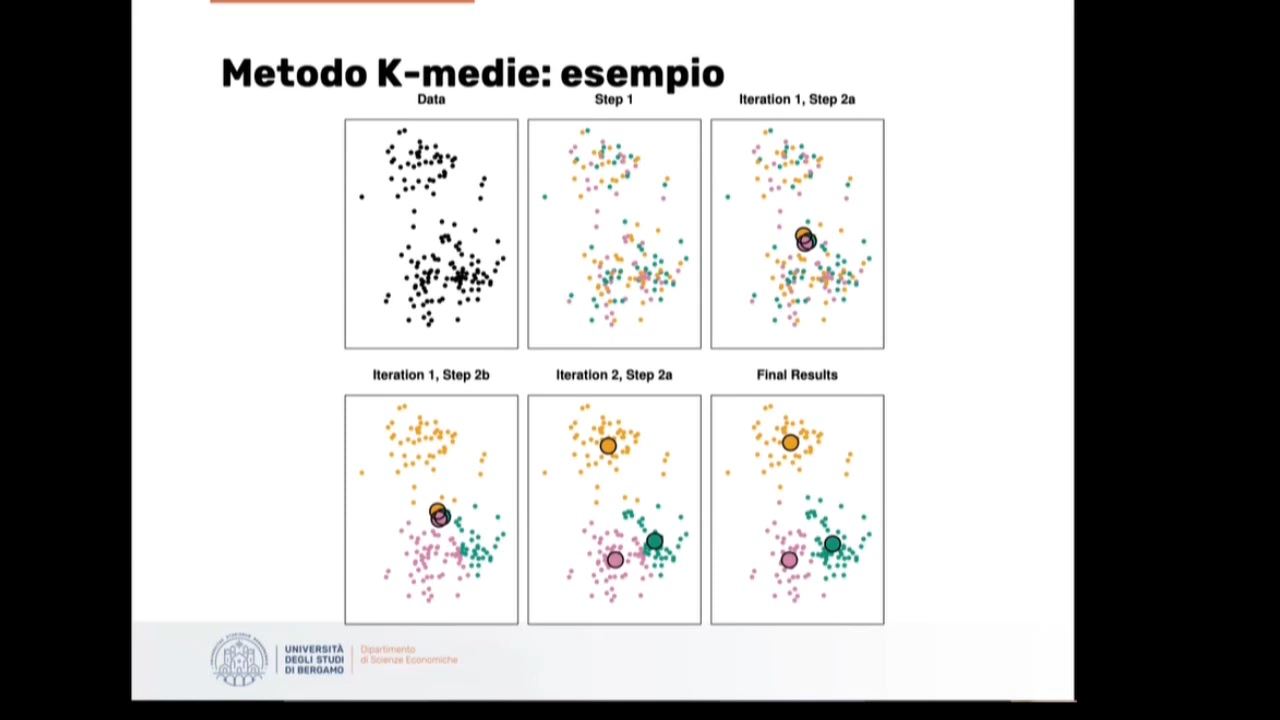 Metodo K-medie: esempio
Data
Step 1
Iteration 1, Step 2a
Iteration 1, Step 2b
Iteration 2, Step 2a
Final Results
UNIVERSITÀ
DEGLI STUDI
DI BERGAMO
Dipartimento
di Scienze Economiche